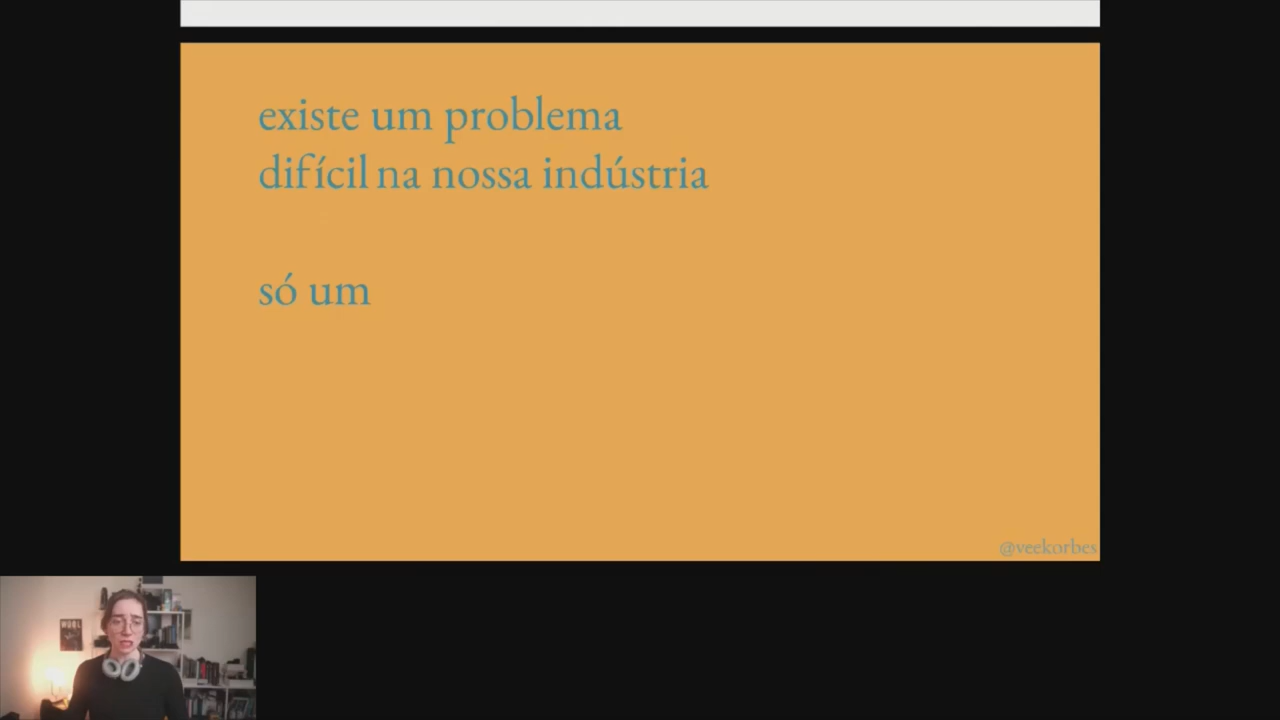 existe um problema
difícil na nossa indústria
só um
@veekorbes